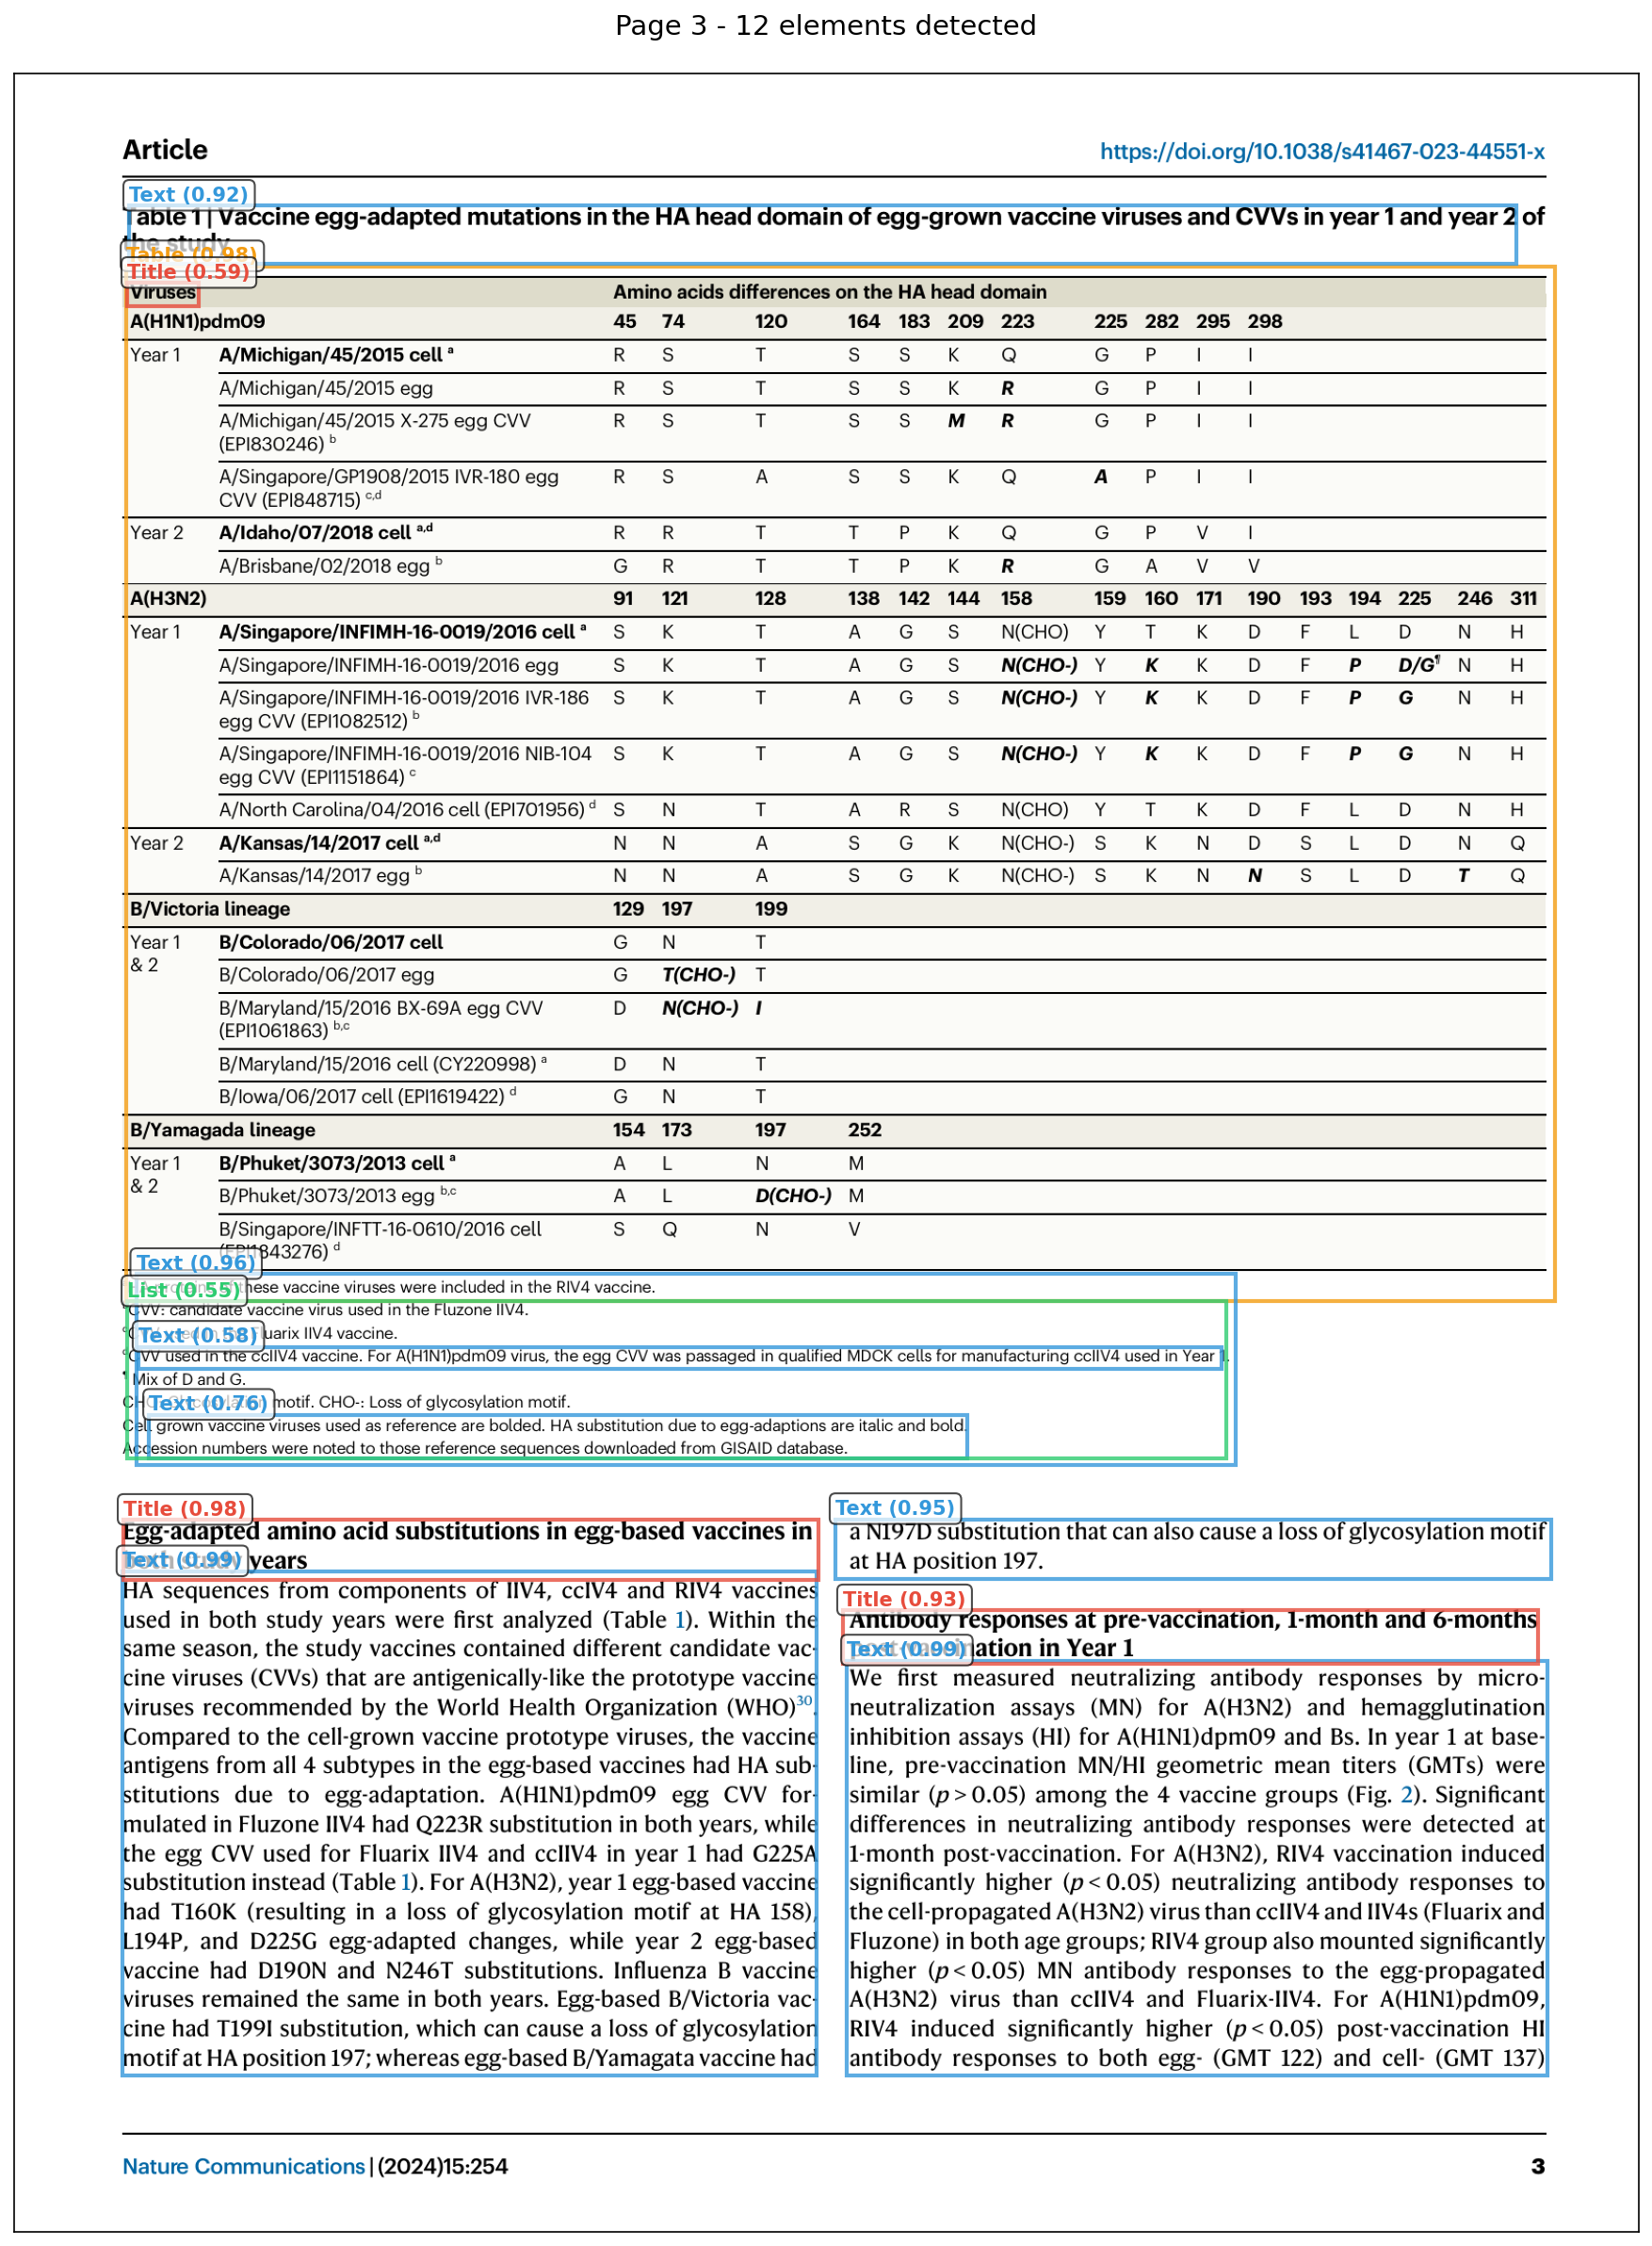 Page 3 - 12 elements detected
Article
https://doi.org/10.1038/s41467-023-44551-x
Text (0.92)
Table 1 | Vaccine egg-adapted mutations in the HA head domain of egg-grown vaccine viruses and CVVs in year 1 and year 2 of
the study
Table (0.98)
Title (0.59)
Viruses Amino acids differences on the HA head domain
A(H1N1)pdm09 45 74 120 164 183 209 223 225 282 295 298
Year 1 A/Michigan/45/2015 cell a R S T S S K Q G P I I
A/Michigan/45/2015 egg R S T S S K R G P I I
A/Michigan/45/2015 X-275 egg CVV R S T S S M R G P I I
(EPI830246) b
A/Singapore/GP1908/2015 IVR-180 egg R S A S S K Q A P I I
CVV (EPI848715) c,d
Year 2 A/Idaho/07/2018 cell a,d R R T T P K Q G P V I
A/Brisbane/02/2018 egg b G R T T P K R G A V V
A(H3N2) 91 121 128 138 142 144 158 159 160 171 190 193 194 225 246 311
Year 1 A/Singapore/INFIMH-16-0019/2016 cell a S K T A G S N(CHO) Y T K D F L D N H
A/Singapore/INFIMH-16-0019/2016 egg S K T A G S N(CHO-) Y K K D F P D/G¶ N H
A/Singapore/INFIMH-16-0019/2016 IVR-186 S K T A G S N(CHO-) Y K K D F P G N H
egg CVV (EPI1082512) b
A/Singapore/INFIMH-16-0019/2016 NIB-104 S K T A G S N(CHO-) Y K K D F P G N H
egg CVV (EPI1151864) c
A/North Carolina/04/2016 cell (EPI701956) d S N T A R S N(CHO) Y T K D F L D N H
Year 2 A/Kansas/14/2017 cell a,d N N A S G K N(CHO-) S K N D S L D N Q
A/Kansas/14/2017 egg b N N A S G K N(CHO-) S K N N S L D T Q
B/Victoria lineage 129 197 199
Year 1 B/Colorado/06/2017 cell G N T
& 2
B/Colorado/06/2017 egg G T(CHO-) T
B/Maryland/15/2016 BX-69A egg CVV D N(CHO-) I
(EPI1061863) b,c
B/Maryland/15/2016 cell (CY220998) a D N T
B/Iowa/06/2017 cell (EPI1619422) d G N T
B/Yamagada lineage 154 173 197 252
Year 1 B/Phuket/3073/2013 cell a A L N M
& 2
B/Phuket/3073/2013 egg b,c A L D(CHO-) M
B/Singapore/INFTT-16-0610/2016 cell S Q N V
(EPI1843276) d
Text (0.96)
these vaccine viruses were included in the RIV4 vaccine.
List (0.55)
CVV: candidate vaccine virus used in the Fluzone IIV4.
Fluarix IIV4 vaccine.
Text (0.58)
CVV used in the ccIIV4 vaccine. For A(H1N1)pdm09 virus, the egg CVV was passaged in qualified MDCK cells for manufacturing ccIIV4 used in Year 1.
¶ Mix of D and G.
motif. CHO-: Loss of glycosylation motif.
Text (0.76)
Cell grown vaccine viruses used as reference are bolded. HA substitution due to egg-adaptions are italic and bold.
Accession numbers were noted to those reference sequences downloaded from GISAID database.
Title (0.98)
Egg-adapted amino acid substitutions in egg-based vaccines in
both study years
Text (0.99)
HA sequences from components of IIV4, ccIV4 and RIV4 vaccines
used in both study years were first analyzed (Table 1). Within the
same season, the study vaccines contained different candidate vac-
cine viruses (CVVs) that are antigenically-like the prototype vaccine
viruses recommended by the World Health Organization (WHO)30.
Compared to the cell-grown vaccine prototype viruses, the vaccine
antigens from all 4 subtypes in the egg-based vaccines had HA sub-
stitutions due to egg-adaptation. A(H1N1)pdm09 egg CVV for-
mulated in Fluzone IIV4 had Q223R substitution in both years, while
the egg CVV used for Fluarix IIV4 and ccIIV4 in year 1 had G225A
substitution instead (Table 1). For A(H3N2), year 1 egg-based vaccine
had T160K (resulting in a loss of glycosylation motif at HA 158),
L194P, and D225G egg-adapted changes, while year 2 egg-based
vaccine had D190N and N246T substitutions. Influenza B vaccine
viruses remained the same in both years. Egg-based B/Victoria vac-
cine had T199I substitution, which can cause a loss of glycosylation
motif at HA position 197; whereas egg-based B/Yamagata vaccine had
Text (0.95)
a N197D substitution that can also cause a loss of glycosylation motif
at HA position 197.
Title (0.93)
Antibody responses at pre-vaccination, 1-month and 6-months
post-vaccination in Year 1
Text (0.99)
We first measured neutralizing antibody responses by micro-
neutralization assays (MN) for A(H3N2) and hemagglutination
inhibition assays (HI) for A(H1N1)dpm09 and Bs. In year 1 at base-
line, pre-vaccination MN/HI geometric mean titers (GMTs) were
similar (p > 0.05) among the 4 vaccine groups (Fig. 2). Significant
differences in neutralizing antibody responses were detected at
1-month post-vaccination. For A(H3N2), RIV4 vaccination induced
significantly higher (p < 0.05) neutralizing antibody responses to
the cell-propagated A(H3N2) virus than ccIIV4 and IIV4s (Fluarix and
Fluzone) in both age groups; RIV4 group also mounted significantly
higher (p < 0.05) MN antibody responses to the egg-propagated
A(H3N2) virus than ccIIV4 and Fluarix-IIV4. For A(H1N1)pdm09,
RIV4 induced significantly higher (p < 0.05) post-vaccination HI
antibody responses to both egg- (GMT 122) and cell- (GMT 137)
Nature Communications | (2024)15:254
3